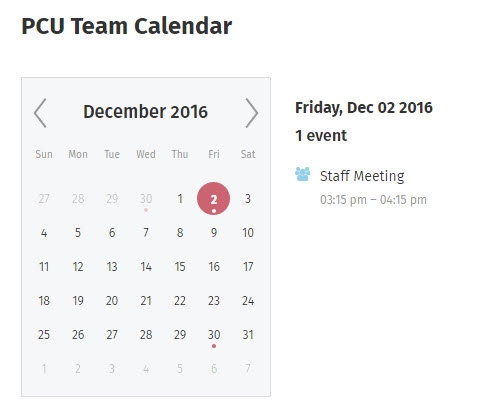 PCU Team Calendar
December 2016
Sun Mon Tue Wed Thu Fri Sat
27 28 29 30 1 2 3
4 5 6 7 8 9 10
11 12 13 14 15 16 17
18 19 20 21 22 23 24
25 26 27 28 29 30 31
1 2 3 4 5 6 7
Friday, Dec 02 2016
1 event
Staff Meeting
03:15 pm – 04:15 pm